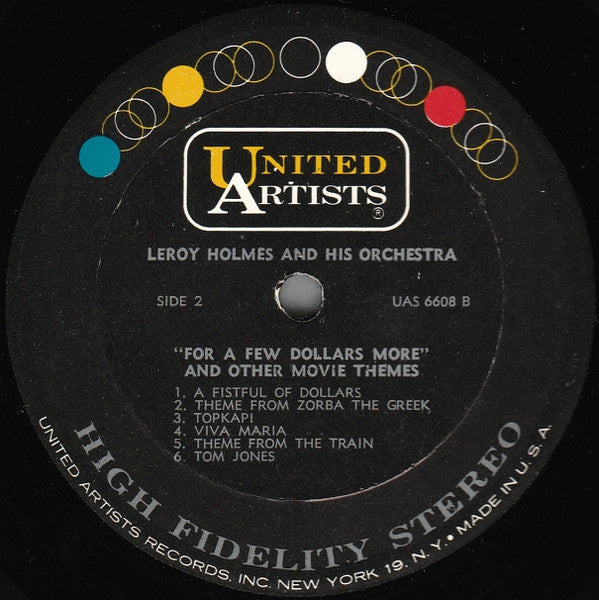 UNITED
ARTISTS
®
LEROY HOLMES AND HIS ORCHESTRA
SIDE 2
UAS 6608 B
"FOR A FEW DOLLARS MORE"
AND OTHER MOVIE THEMES
1. A FISTFUL OF DOLLARS
2. THEME FROM ZORBA THE GREEK
3. TOPKAPI
4. VIVA MARIA
5. THEME FROM THE TRAIN
6. TOM JONES
HIGH FIDELITY STEREO
UNITED ARTISTS RECORDS, INC. NEW YORK 19, N. Y. • MADE IN U. S. A.